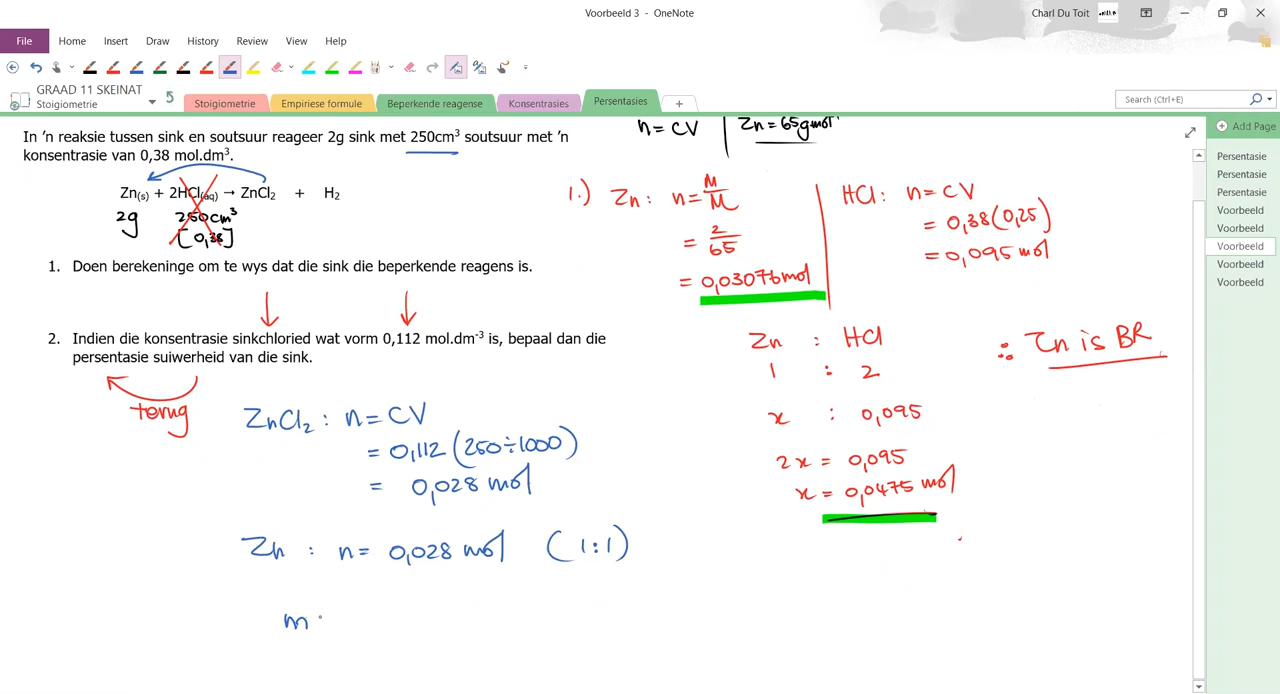 Voorbeeld 3 - OneNote
Charl Du Toit
File Home Insert Draw History Review View Help
GRAAD 11 SKEINAT
Stoigiometrie
Stoigiometrie Empiriese formule Beperkende reagense Konsentrasies Persentasies +
Search (Ctrl+E)
Add Page
Persentasie
Persentasie
Persentasie
Voorbeeld
Voorbeeld
Voorbeeld
Voorbeeld
Voorbeeld
In 'n reaksie tussen sink en soutsuur reageer 2g sink met 250cm³ soutsuur met 'n
konsentrasie van 0,38 mol.dm³.
Zn(s) + 2HCl(aq) → ZnCl2 + H2
2g 250cm³
[0,38]
1. Doen berekeninge om te wys dat die sink die beperkende reagens is.
2. Indien die konsentrasie sinkchloried wat vorm 0,112 mol.dm⁻³ is, bepaal dan die
persentasie suiwerheid van die sink.
terug
ZnCl₂ : n = CV
= 0,112 (250÷1000)
= 0,028 mol
Zn : n = 0,028 mol (1:1)
m
n = CV
Zn = 65g.mol⁻¹
1.) Zn: n = m/M
= 2/65
= 0,03076mol
HCl: n = CV
= 0,38(0,25)
= 0,095 mol
Zn : HCl
1 : 2
x : 0,095
2x = 0,095
x = 0,0475 mol
∴ Zn is BR